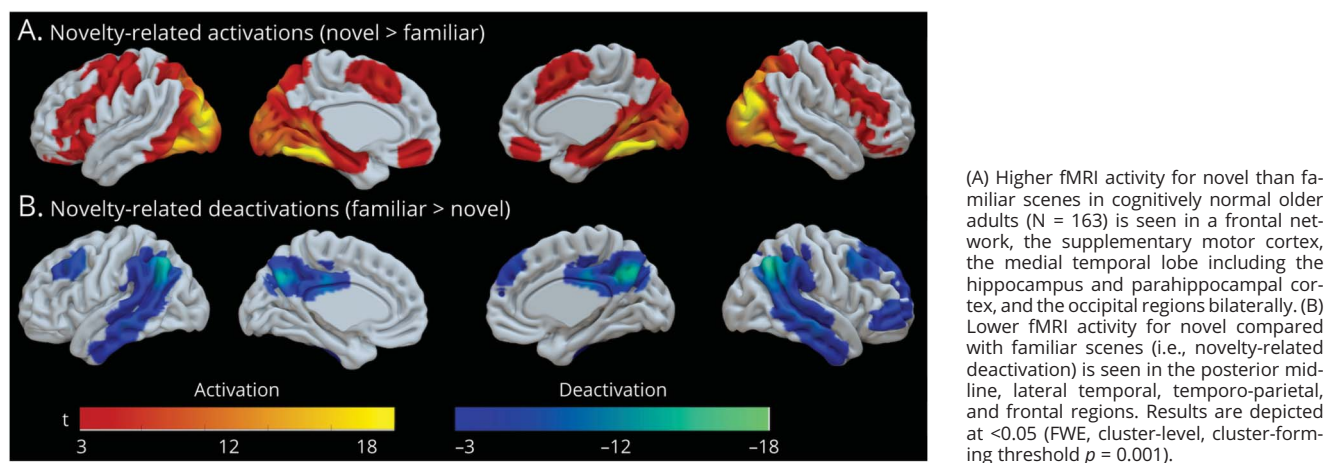 A. Novelty-related activations (novel > familiar)
B. Novelty-related deactivations (familiar > novel)
Activation
Deactivation
t
3 12 18
−3 −12 −18
(A) Higher fMRI activity for novel than fa-
miliar scenes in cognitively normal older
adults (N = 163) is seen in a frontal net-
work, the supplementary motor cortex,
the medial temporal lobe including the
hippocampus and parahippocampal cor-
tex, and the occipital regions bilaterally. (B)
Lower fMRI activity for novel compared
with familiar scenes (i.e., novelty-related
deactivation) is seen in the posterior mid-
line, lateral temporal, temporo-parietal,
and frontal regions. Results are depicted
at <0.05 (FWE, cluster-level, cluster-form-
ing threshold p = 0.001).